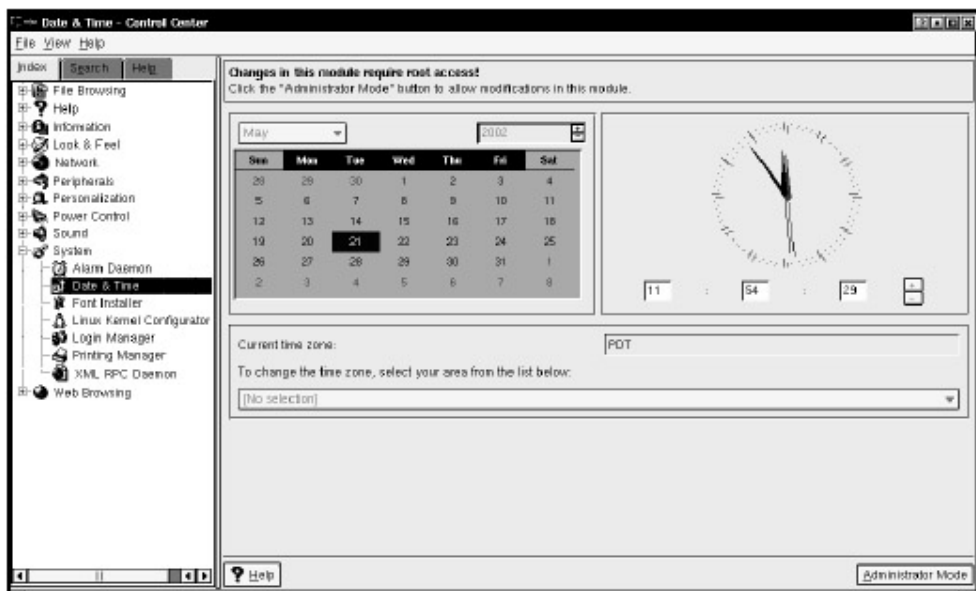 Date & Time - Control Center
File View Help
Index Search Help
File Browsing
Help
Information
Look & Feel
Network
Peripherals
Personalization
Power Control
Sound
System
Alarm Daemon
Date & Time
Font Installer
Linux Kernel Configurator
Login Manager
Printing Manager
XML RPC Daemon
Web Browsing
Changes in this module require root access!
Click the "Administrator Mode" button to allow modifications in this module.
May 2002
Sun Mon Tue Wed Thu Fri Sat
28 29 30 1 2 3 4
5 6 7 8 9 10 11
12 13 14 15 16 17 18
19 20 21 22 23 24 25
26 27 28 29 30 31 1
2 3 4 5 6 7 8
11 : 54 : 29
Current time zone: PDT
To change the time zone, select your area from the list below:
[No selection]
Help
Administrator Mode